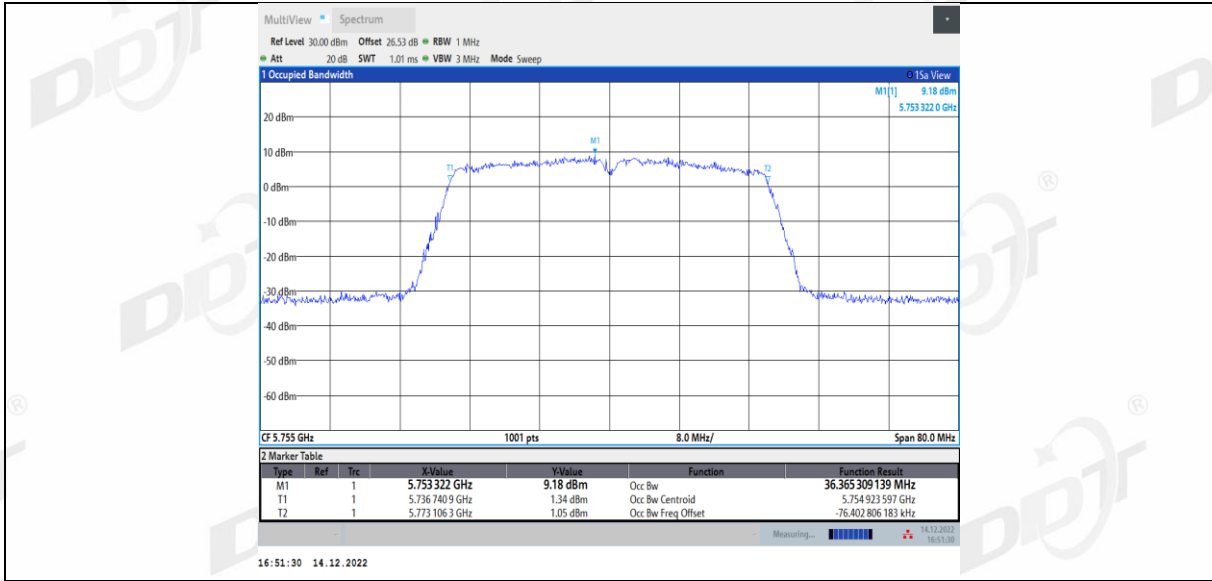 MultiView Spectrum
Ref Level 30.00 dBm Offset 26.53 dB RBW 1 MHz
Att 20 dB SWT 1.01 ms VBW 3 MHz Mode Sweep
1 Occupied Bandwidth 1Sa View
M1[1] 9.18 dBm
5.753 322 0 GHz
20 dBm
M1
10 dBm
T1 T2
0 dBm
-10 dBm
-20 dBm
-30 dBm
-40 dBm
-50 dBm
-60 dBm
CF 5.755 GHz 1001 pts 8.0 MHz/ Span 80.0 MHz
2 Marker Table
Type Ref Trc X-Value Y-Value Function Function Result
M1 1 5.753 322 GHz 9.18 dBm Occ Bw 36.365 309 139 MHz
T1 1 5.736 740 9 GHz 1.34 dBm Occ Bw Centroid 5.754 923 597 GHz
T2 1 5.773 106 3 GHz 1.05 dBm Occ Bw Freq Offset -76.402 806 183 kHz
Measuring... 14.12.2022
16:51:30
16:51:30 14.12.2022
DDT
®